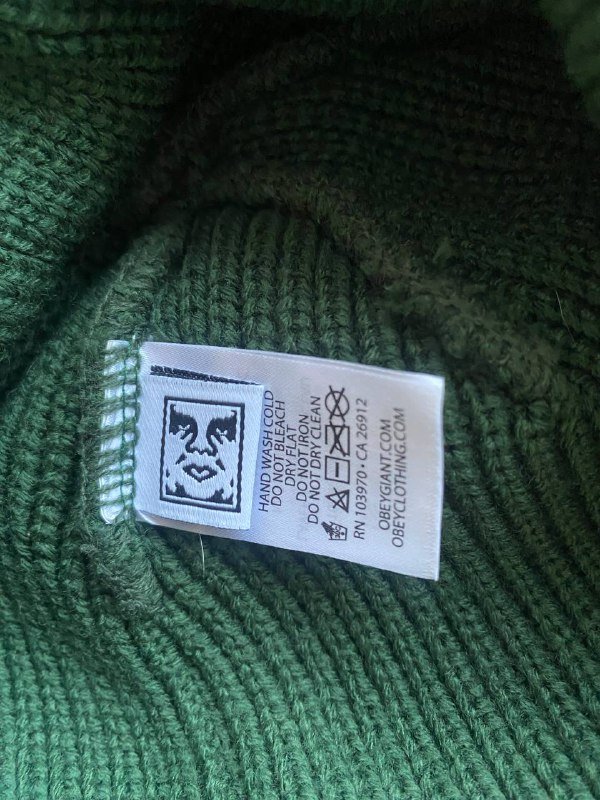 HAND WASH COLD
DO NOT BLEACH
DRY FLAT
DO NOT IRON
DO NOT DRY CLEAN
RN 103970 • CA 26912
OBEYGIANT.COM
OBEYCLOTHING.COM